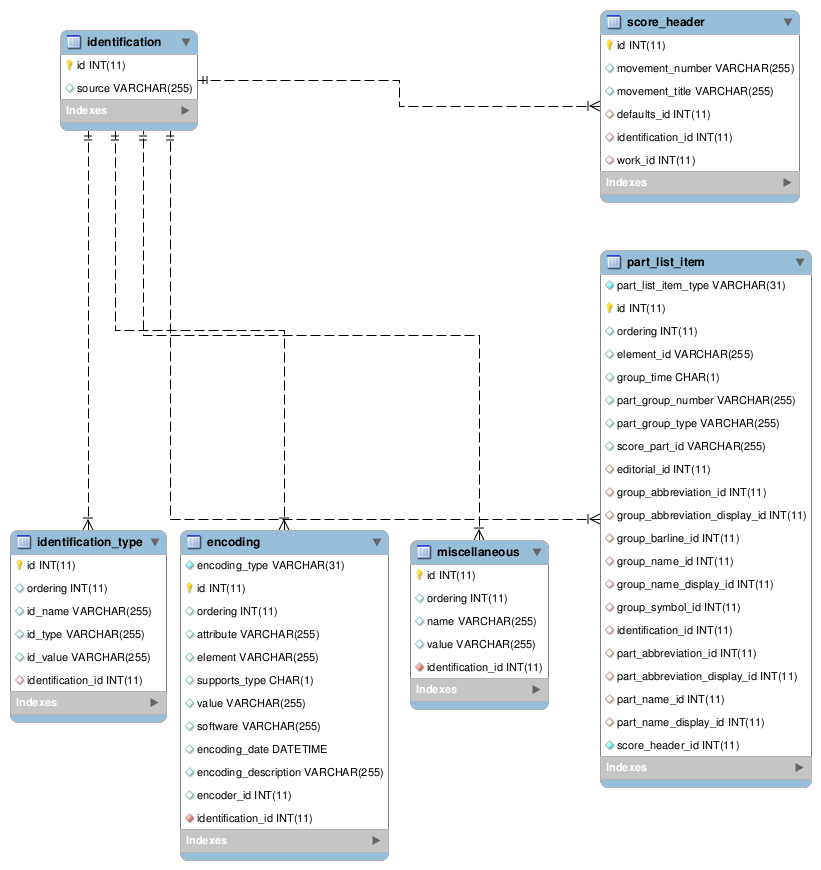 identification
id INT(11)
source VARCHAR(255)
Indexes
score_header
id INT(11)
movement_number VARCHAR(255)
movement_title VARCHAR(255)
defaults_id INT(11)
identification_id INT(11)
work_id INT(11)
Indexes
part_list_item
part_list_item_type VARCHAR(31)
id INT(11)
ordering INT(11)
element_id VARCHAR(255)
group_time CHAR(1)
part_group_number VARCHAR(255)
part_group_type VARCHAR(255)
score_part_id VARCHAR(255)
editorial_id INT(11)
group_abbreviation_id INT(11)
group_abbreviation_display_id INT(11)
group_barline_id INT(11)
group_name_id INT(11)
group_name_display_id INT(11)
group_symbol_id INT(11)
identification_id INT(11)
part_abbreviation_id INT(11)
part_abbreviation_display_id INT(11)
part_name_id INT(11)
part_name_display_id INT(11)
score_header_id INT(11)
Indexes
identification_type
id INT(11)
ordering INT(11)
id_name VARCHAR(255)
id_type VARCHAR(255)
id_value VARCHAR(255)
identification_id INT(11)
Indexes
encoding
encoding_type VARCHAR(31)
id INT(11)
ordering INT(11)
attribute VARCHAR(255)
element VARCHAR(255)
supports_type CHAR(1)
value VARCHAR(255)
software VARCHAR(255)
encoding_date DATETIME
encoding_description VARCHAR(255)
encoder_id INT(11)
identification_id INT(11)
Indexes
miscellaneous
id INT(11)
ordering INT(11)
name VARCHAR(255)
value VARCHAR(255)
identification_id INT(11)
Indexes